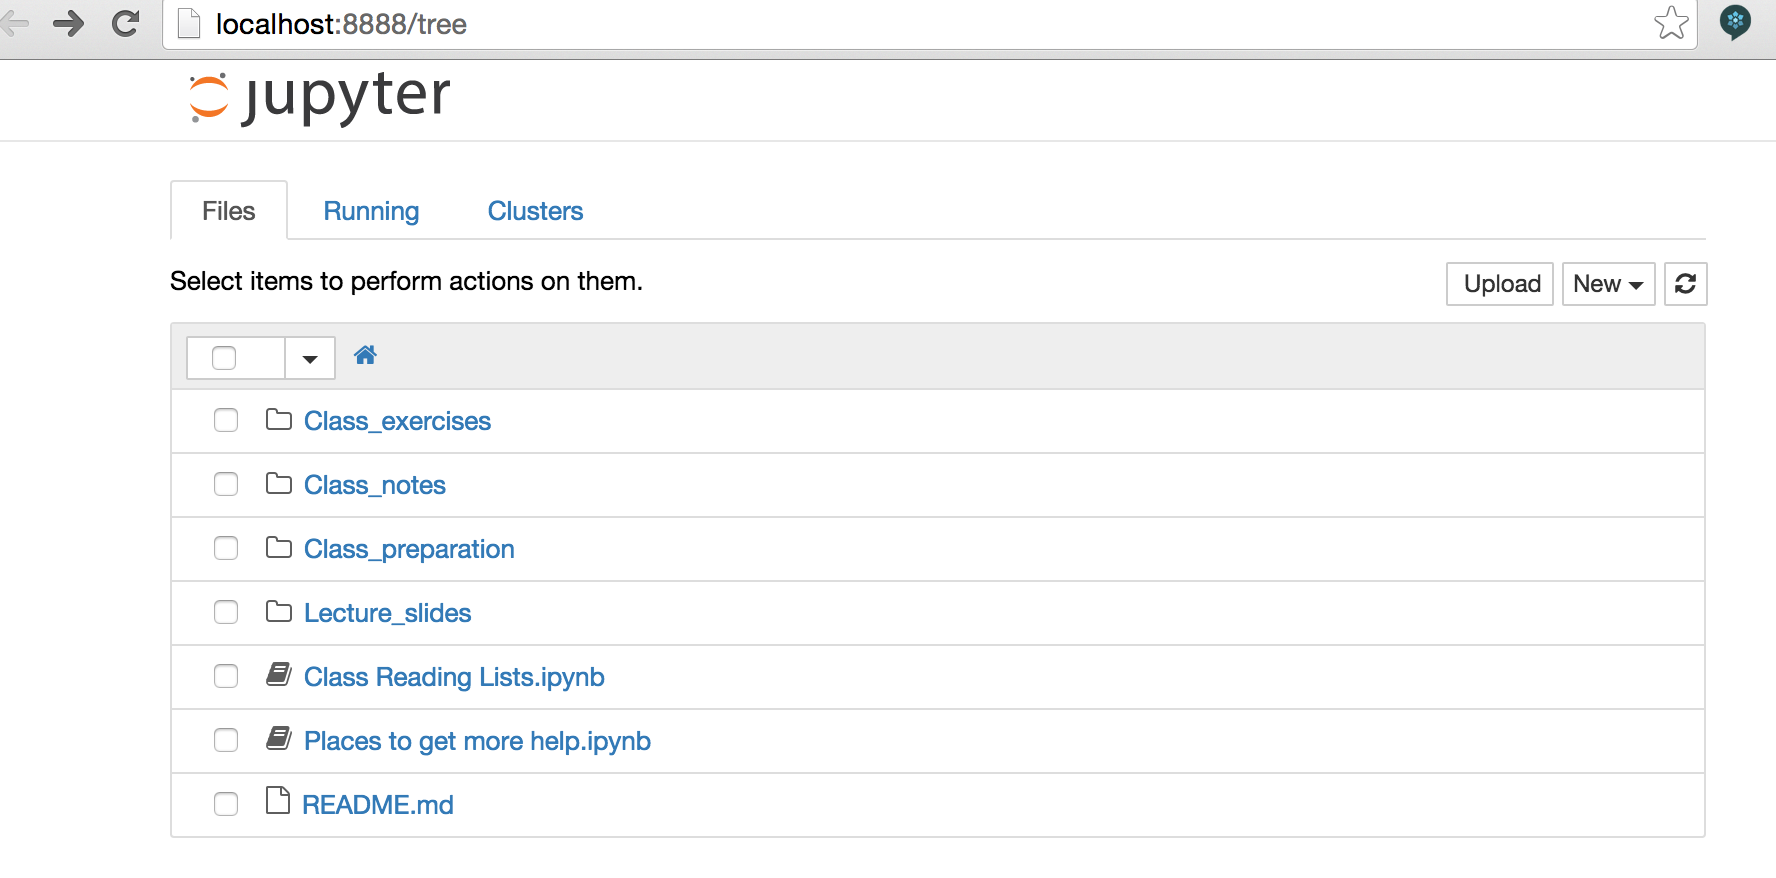 localhost:8888/tree
jupyter
Files Running Clusters
Select items to perform actions on them.
Upload New
Class_exercises
Class_notes
Class_preparation
Lecture_slides
Class Reading Lists.ipynb
Places to get more help.ipynb
README.md